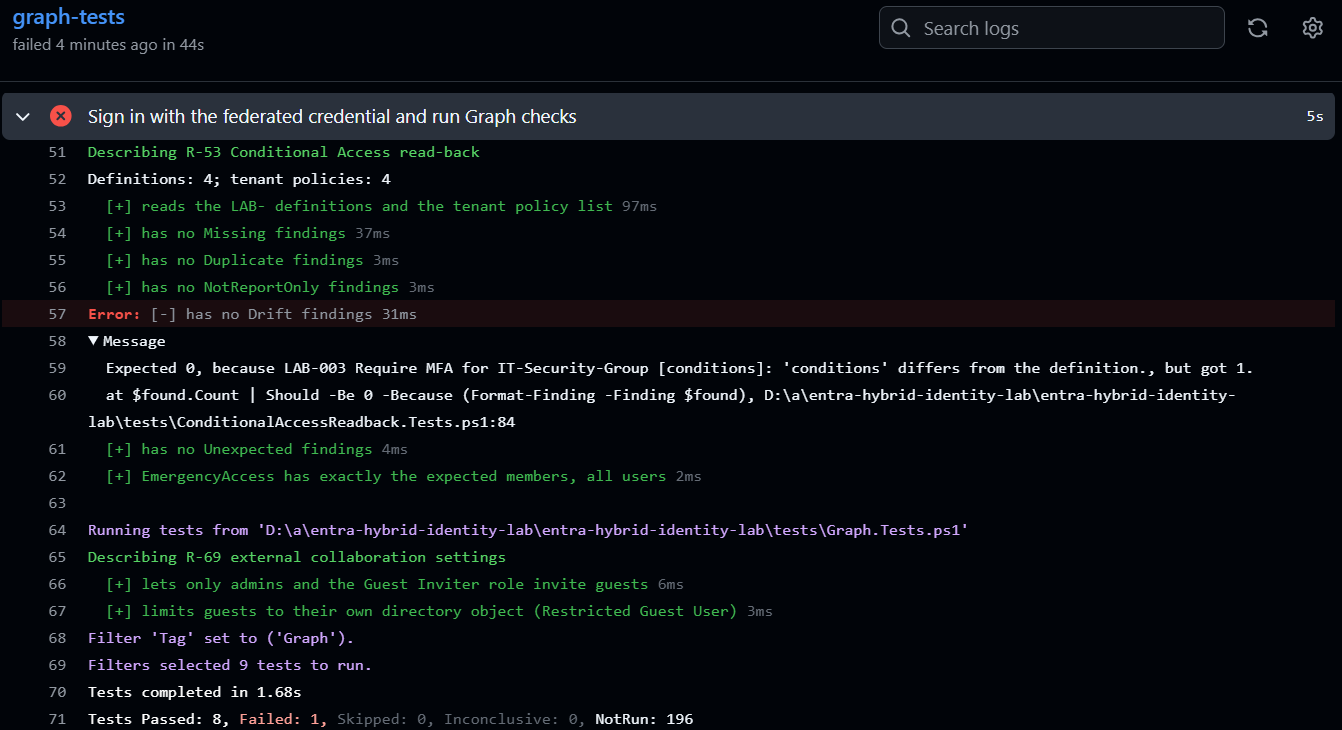 graph-tests
failed 4 minutes ago in 44s
Search logs
Sign in with the federated credential and run Graph checks
5s
51 Describing R-53 Conditional Access read-back
52 Definitions: 4; tenant policies: 4
53 [+] reads the LAB- definitions and the tenant policy list 97ms
54 [+] has no Missing findings 37ms
55 [+] has no Duplicate findings 3ms
56 [+] has no NotReportOnly findings 3ms
57 Error: [-] has no Drift findings 31ms
58 ▼ Message
59 Expected 0, because LAB-003 Require MFA for IT-Security-Group [conditions]: 'conditions' differs from the definition., but got 1.
60 at $found.Count | Should -Be 0 -Because (Format-Finding -Finding $found), D:\a\entra-hybrid-identity-lab\entra-hybrid-identity-
lab\tests\ConditionalAccessReadback.Tests.ps1:84
61 [+] has no Unexpected findings 4ms
62 [+] EmergencyAccess has exactly the expected members, all users 2ms
63
64 Running tests from 'D:\a\entra-hybrid-identity-lab\entra-hybrid-identity-lab\tests\Graph.Tests.ps1'
65 Describing R-69 external collaboration settings
66 [+] lets only admins and the Guest Inviter role invite guests 6ms
67 [+] limits guests to their own directory object (Restricted Guest User) 3ms
68 Filter 'Tag' set to ('Graph').
69 Filters selected 9 tests to run.
70 Tests completed in 1.68s
71 Tests Passed: 8, Failed: 1, Skipped: 0, Inconclusive: 0, NotRun: 196